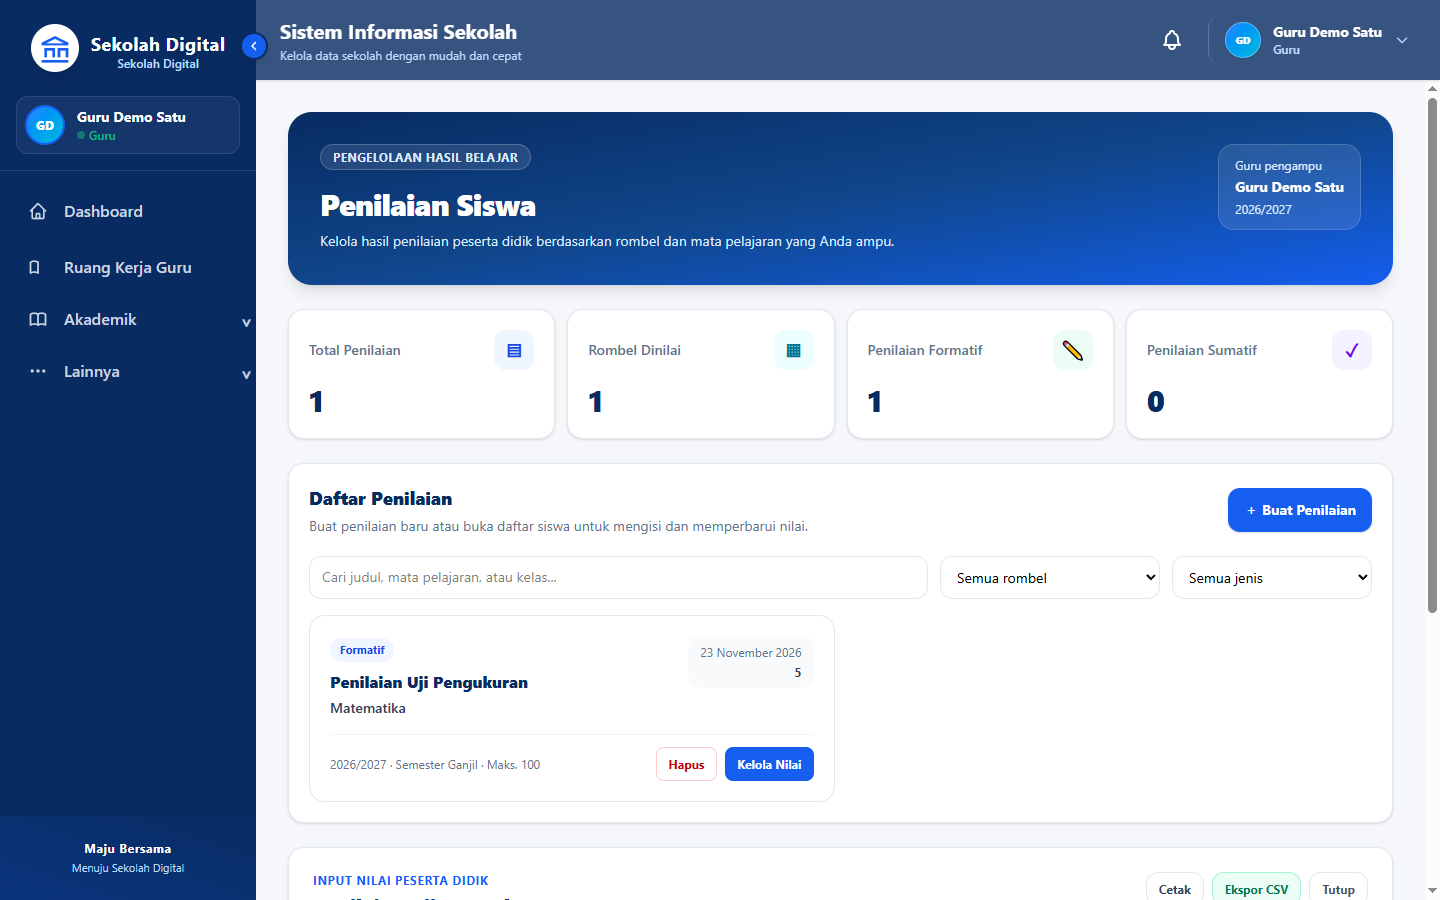 Sekolah Digital
Sekolah Digital
GD
Guru Demo Satu
Guru
Dashboard
Ruang Kerja Guru
Akademik
v
Lainnya
v
Maju Bersama
Menuju Sekolah Digital
Sistem Informasi Sekolah
Kelola data sekolah dengan mudah dan cepat
GD
Guru Demo Satu
Guru
PENGELOLAAN HASIL BELAJAR
Penilaian Siswa
Kelola hasil penilaian peserta didik berdasarkan rombel dan mata pelajaran yang Anda ampu.
Guru pengampu
Guru Demo Satu
2026/2027
Total Penilaian
1
Rombel Dinilai
1
Penilaian Formatif
1
Penilaian Sumatif
0
Daftar Penilaian
Buat penilaian baru atau buka daftar siswa untuk mengisi dan memperbarui nilai.
+ Buat Penilaian
Cari judul, mata pelajaran, atau kelas...
Semua rombel
Semua jenis
Formatif
Penilaian Uji Pengukuran
Matematika
23 November 2026
5
2026/2027 · Semester Ganjil · Maks. 100
Hapus
Kelola Nilai
INPUT NILAI PESERTA DIDIK
Cetak
Ekspor CSV
Tutup